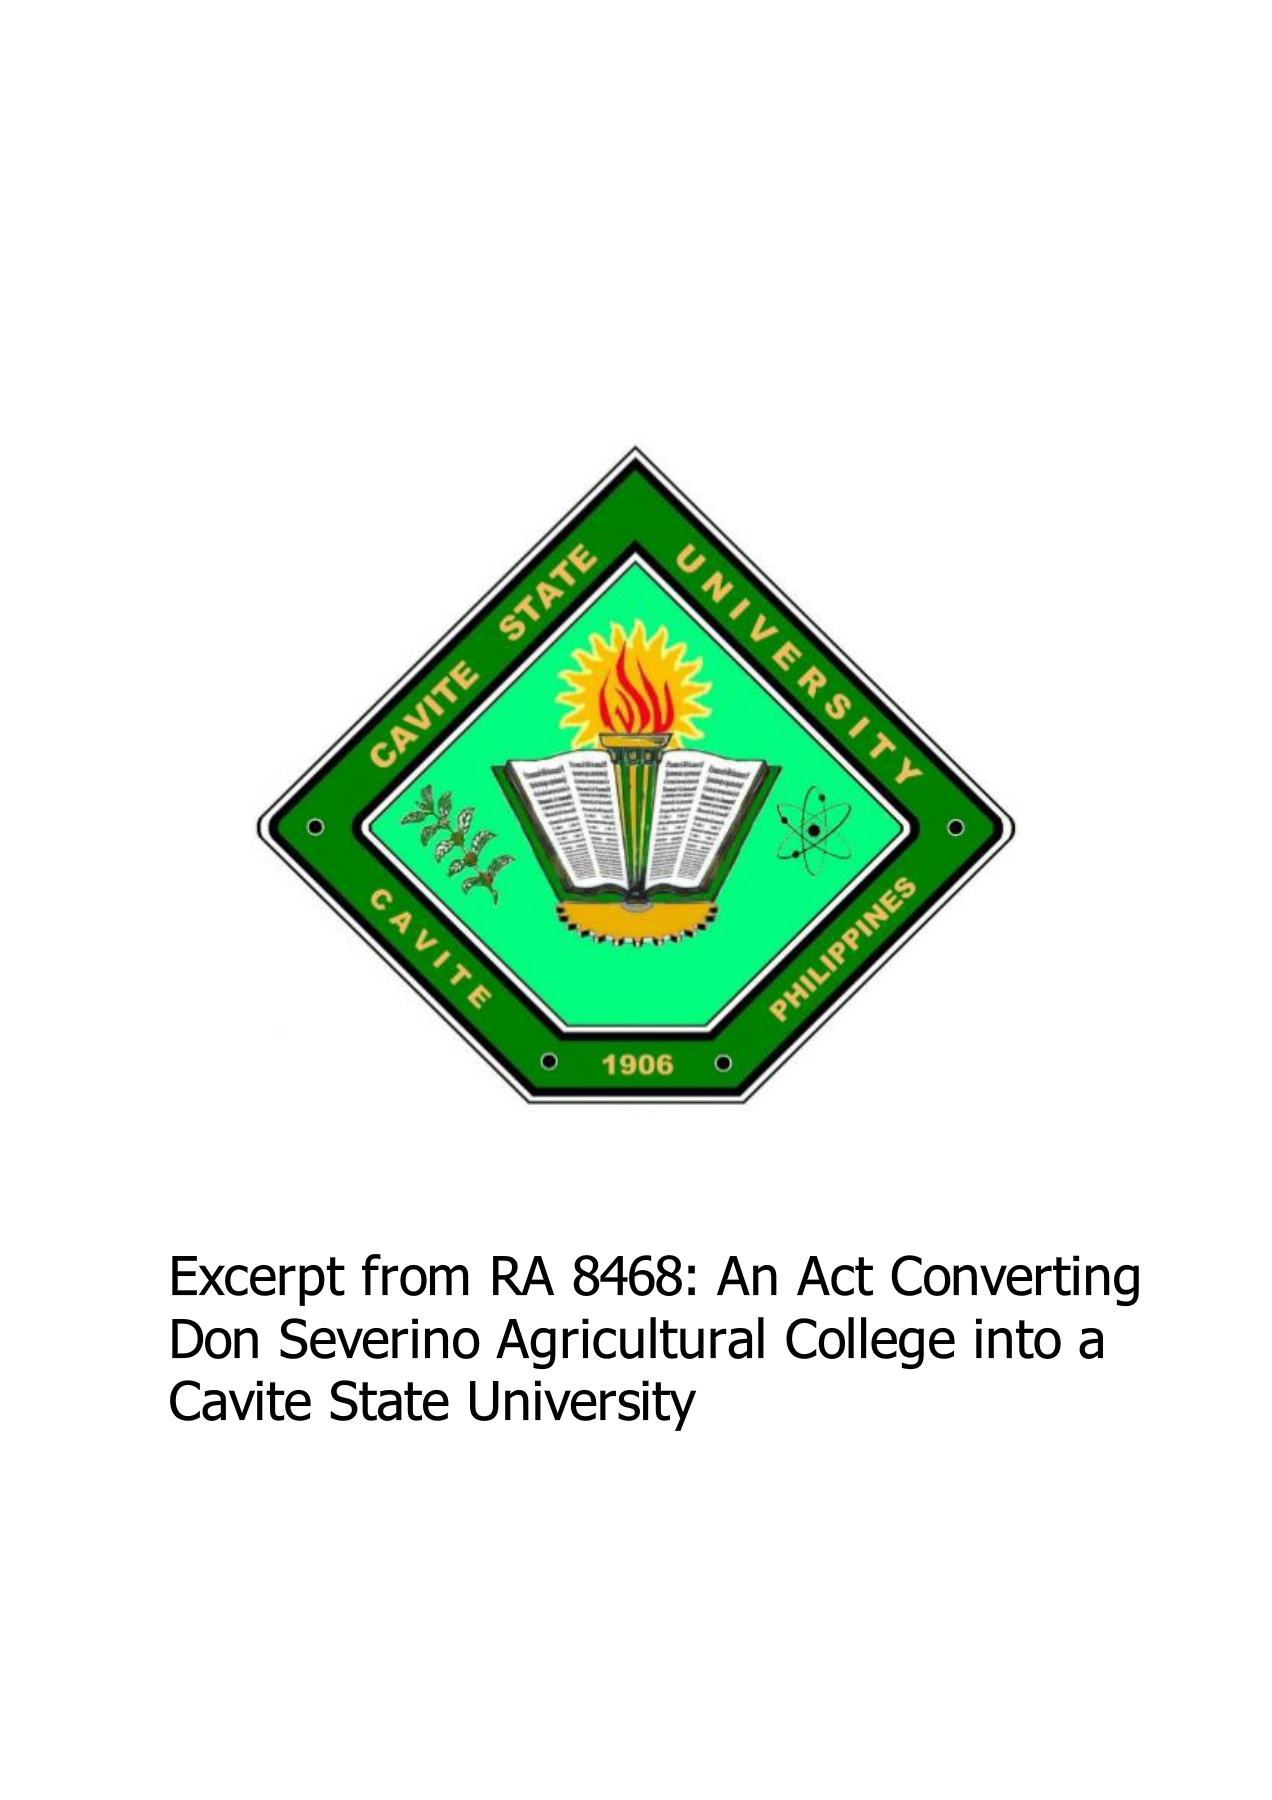 CAVITE STATE UNIVERSITY
CAVITE
PHILIPPINES
1906
Excerpt from RA 8468: An Act Converting
Don Severino Agricultural College into a
Cavite State University